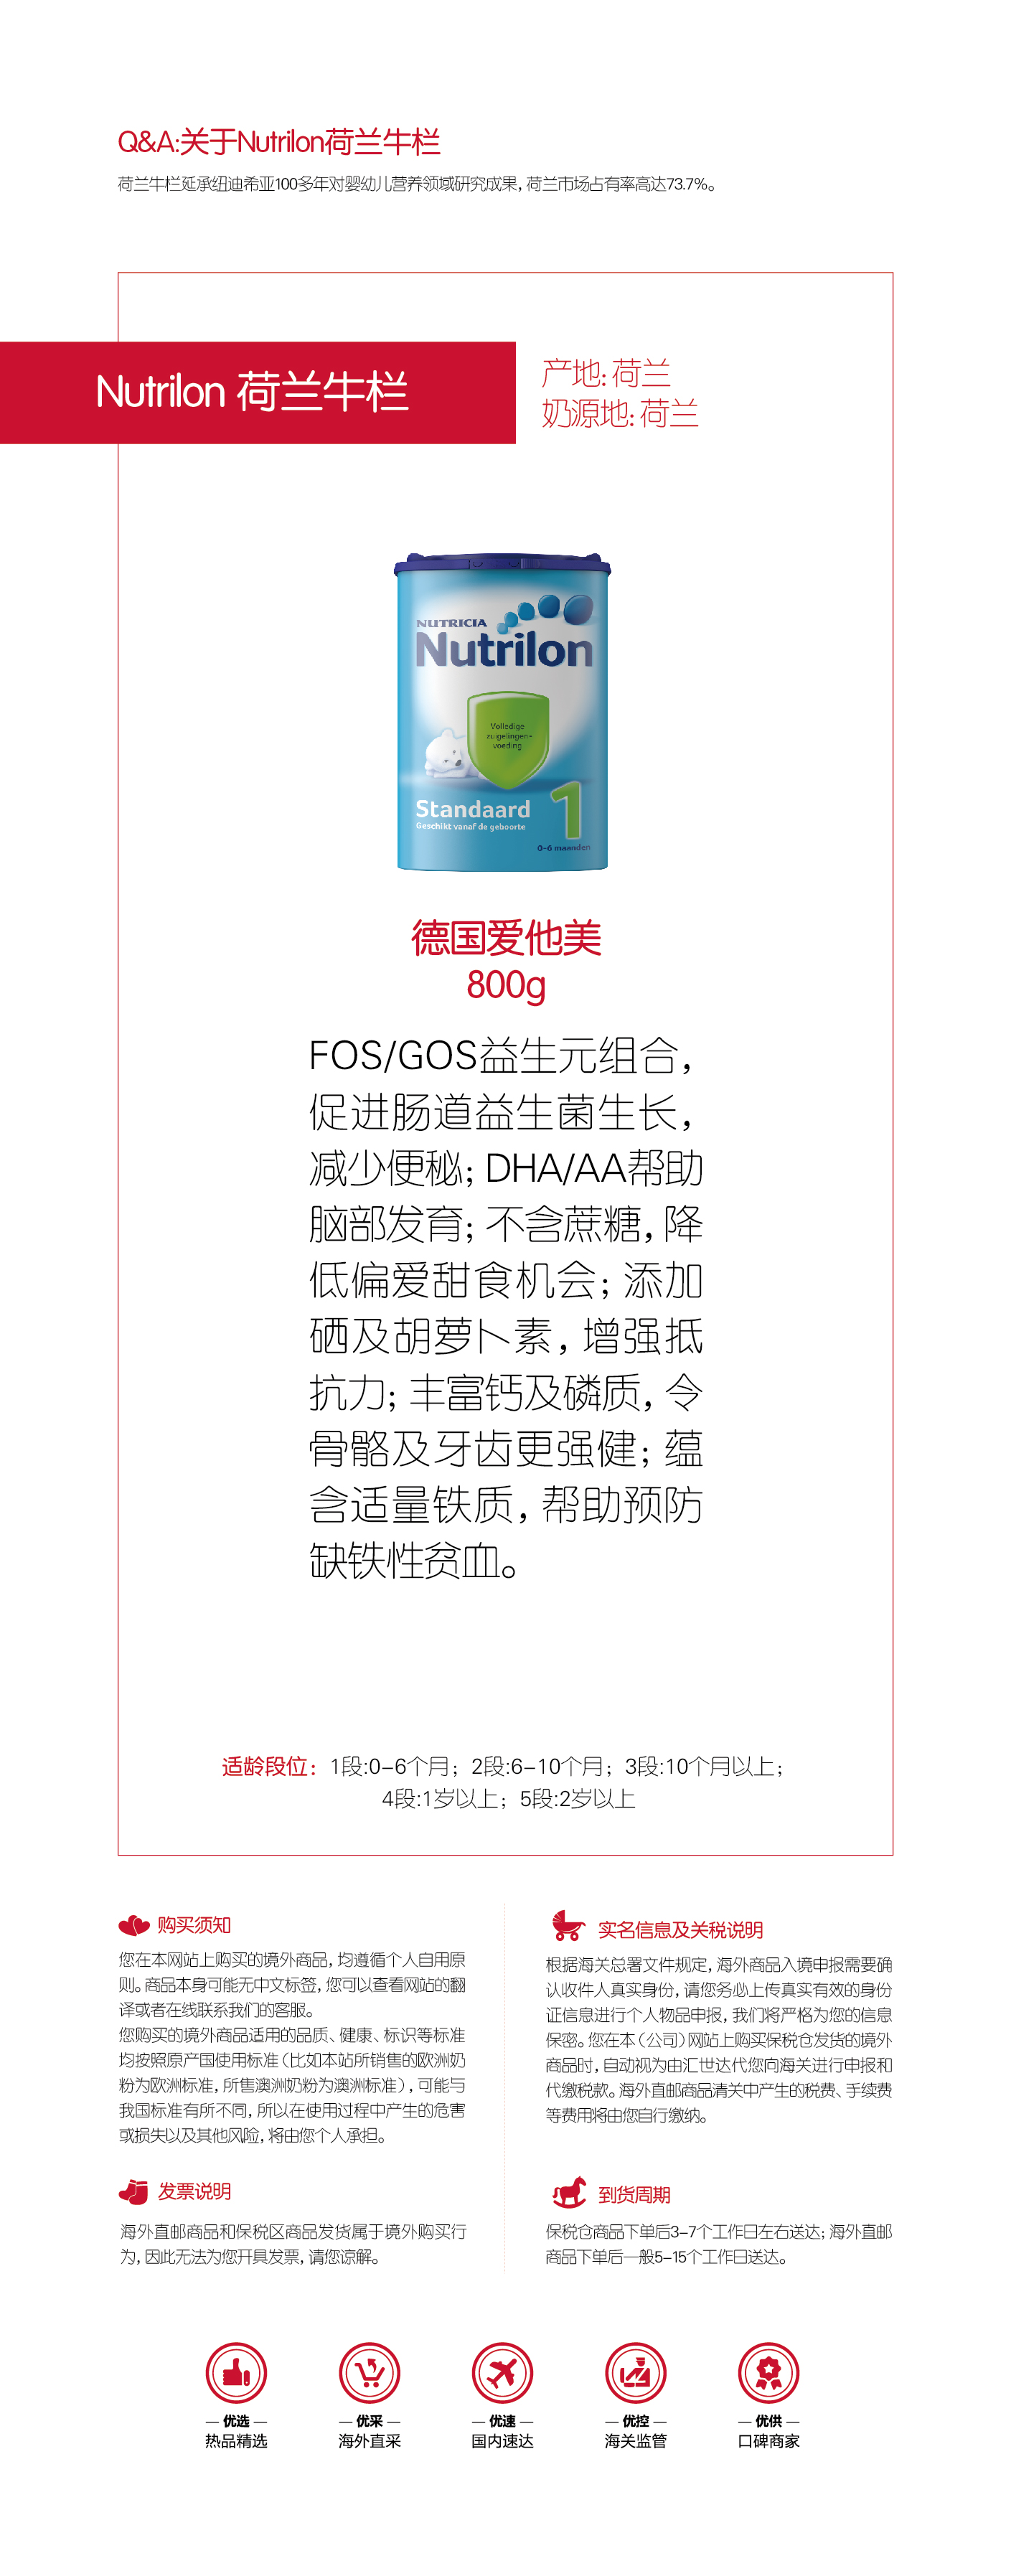 Q&A:关于Nutrilon荷兰牛栏
荷兰牛栏延承纽迪希亚100多年对婴幼儿营养领域研究成果，荷兰市场占有率高达73.7%。
Nutrilon 荷兰牛栏
产地：荷兰
奶源地：荷兰
NUTRICIA
Nutrilon
Volledige
zuigelingen-
voeding
Standaard
Geschikt vanaf de geboorte
1
0-6 maanden
德国爱他美
800g
FOS/GOS益生元组合，
促进肠道益生菌生长，
减少便秘；DHA/AA帮助
脑部发育；不含蔗糖，降
低偏爱甜食机会；添加
硒及胡萝卜素，增强抵
抗力；丰富钙及磷质，令
骨骼及牙齿更强健；蕴
含适量铁质，帮助预防
缺铁性贫血。
适龄段位：1段:0-6个月；2段:6-10个月；3段:10个月以上；
4段:1岁以上；5段:2岁以上
购买须知
您在本网站上购买的境外商品，均遵循个人自用原
则。商品本身可能无中文标签，您可以查看网站的翻
译或者在线联系我们的客服。
您购买的境外商品适用的品质、健康、标识等标准
均按照原产国使用标准（比如本站所销售的欧洲奶
粉为欧洲标准，所售澳洲奶粉为澳洲标准），可能与
我国标准有所不同，所以在使用过程中产生的危害
或损失以及其他风险，将由您个人承担。
实名信息及关税说明
根据海关总署文件规定，海外商品入境申报需要确
认收件人真实身份，请您务必上传真实有效的身份
证信息进行个人物品申报，我们将严格为您的信息
保密。您在本（公司）网站上购买保税仓发货的境外
商品时，自动视为由汇世达代您向海关进行申报和
代缴税款。海外直邮商品清关中产生的税费、手续费
等费用将由您自行缴纳。
发票说明
海外直邮商品和保税区商品发货属于境外购买行
为，因此无法为您开具发票，请您谅解。
到货周期
保税仓商品下单后3-7个工作日左右送达；海外直邮
商品下单后一般5-15个工作日送达。
— 优选 —
热品精选
— 优采 —
海外直采
— 优速 —
国内速达
— 优控 —
海关监管
— 优供 —
口碑商家